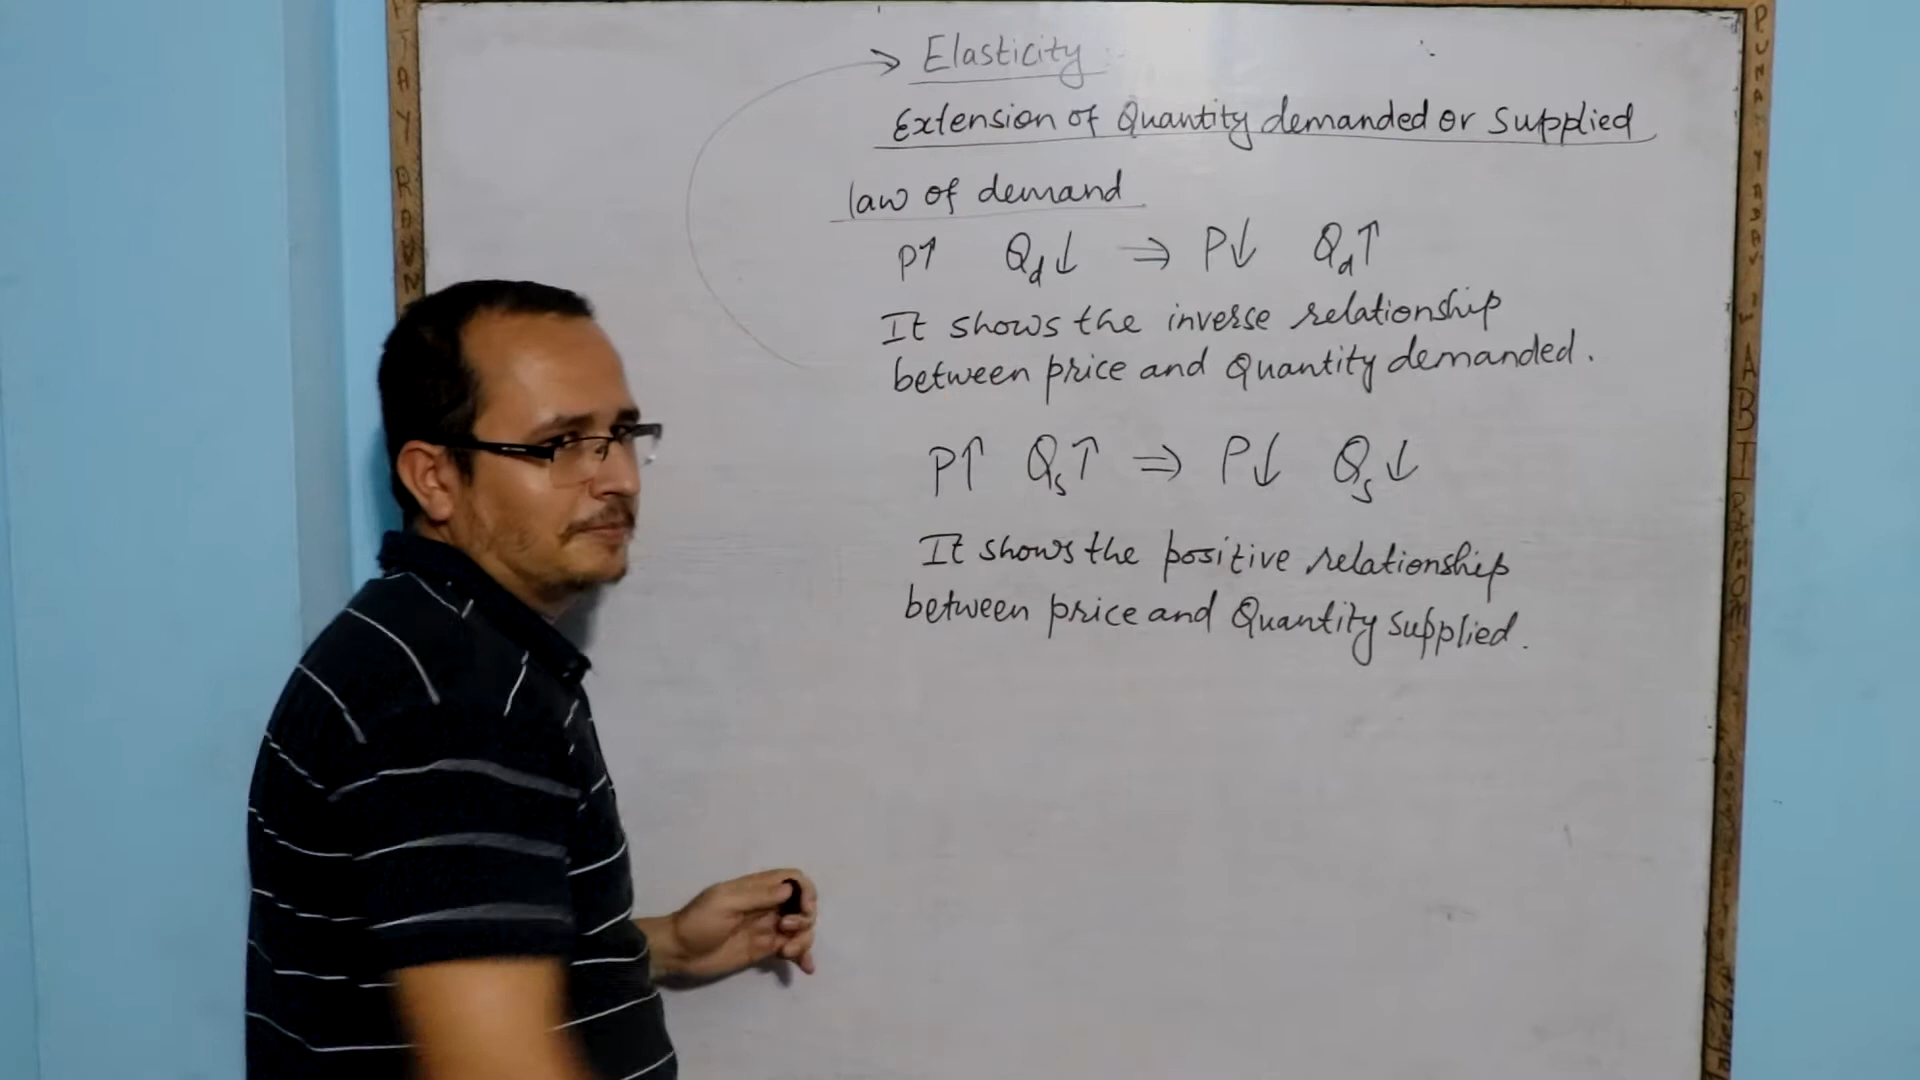 → Elasticity
Extension of Quantity demanded or supplied
law of demand
P↑ Qd↓ ⇒ P↓ Qd↑
It shows the inverse relationship
between price and Quantity demanded.
P↑ Qs↑ ⇒ P↓ Qs↓
It shows the positive relationship
between price and Quantity supplied.